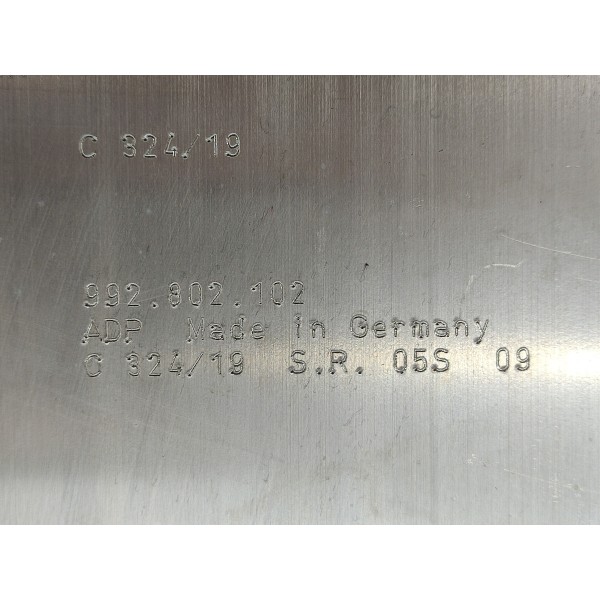 C 324/19
992.802.102
ADP Made in Germany
C 324/19 S.R. 05S 09